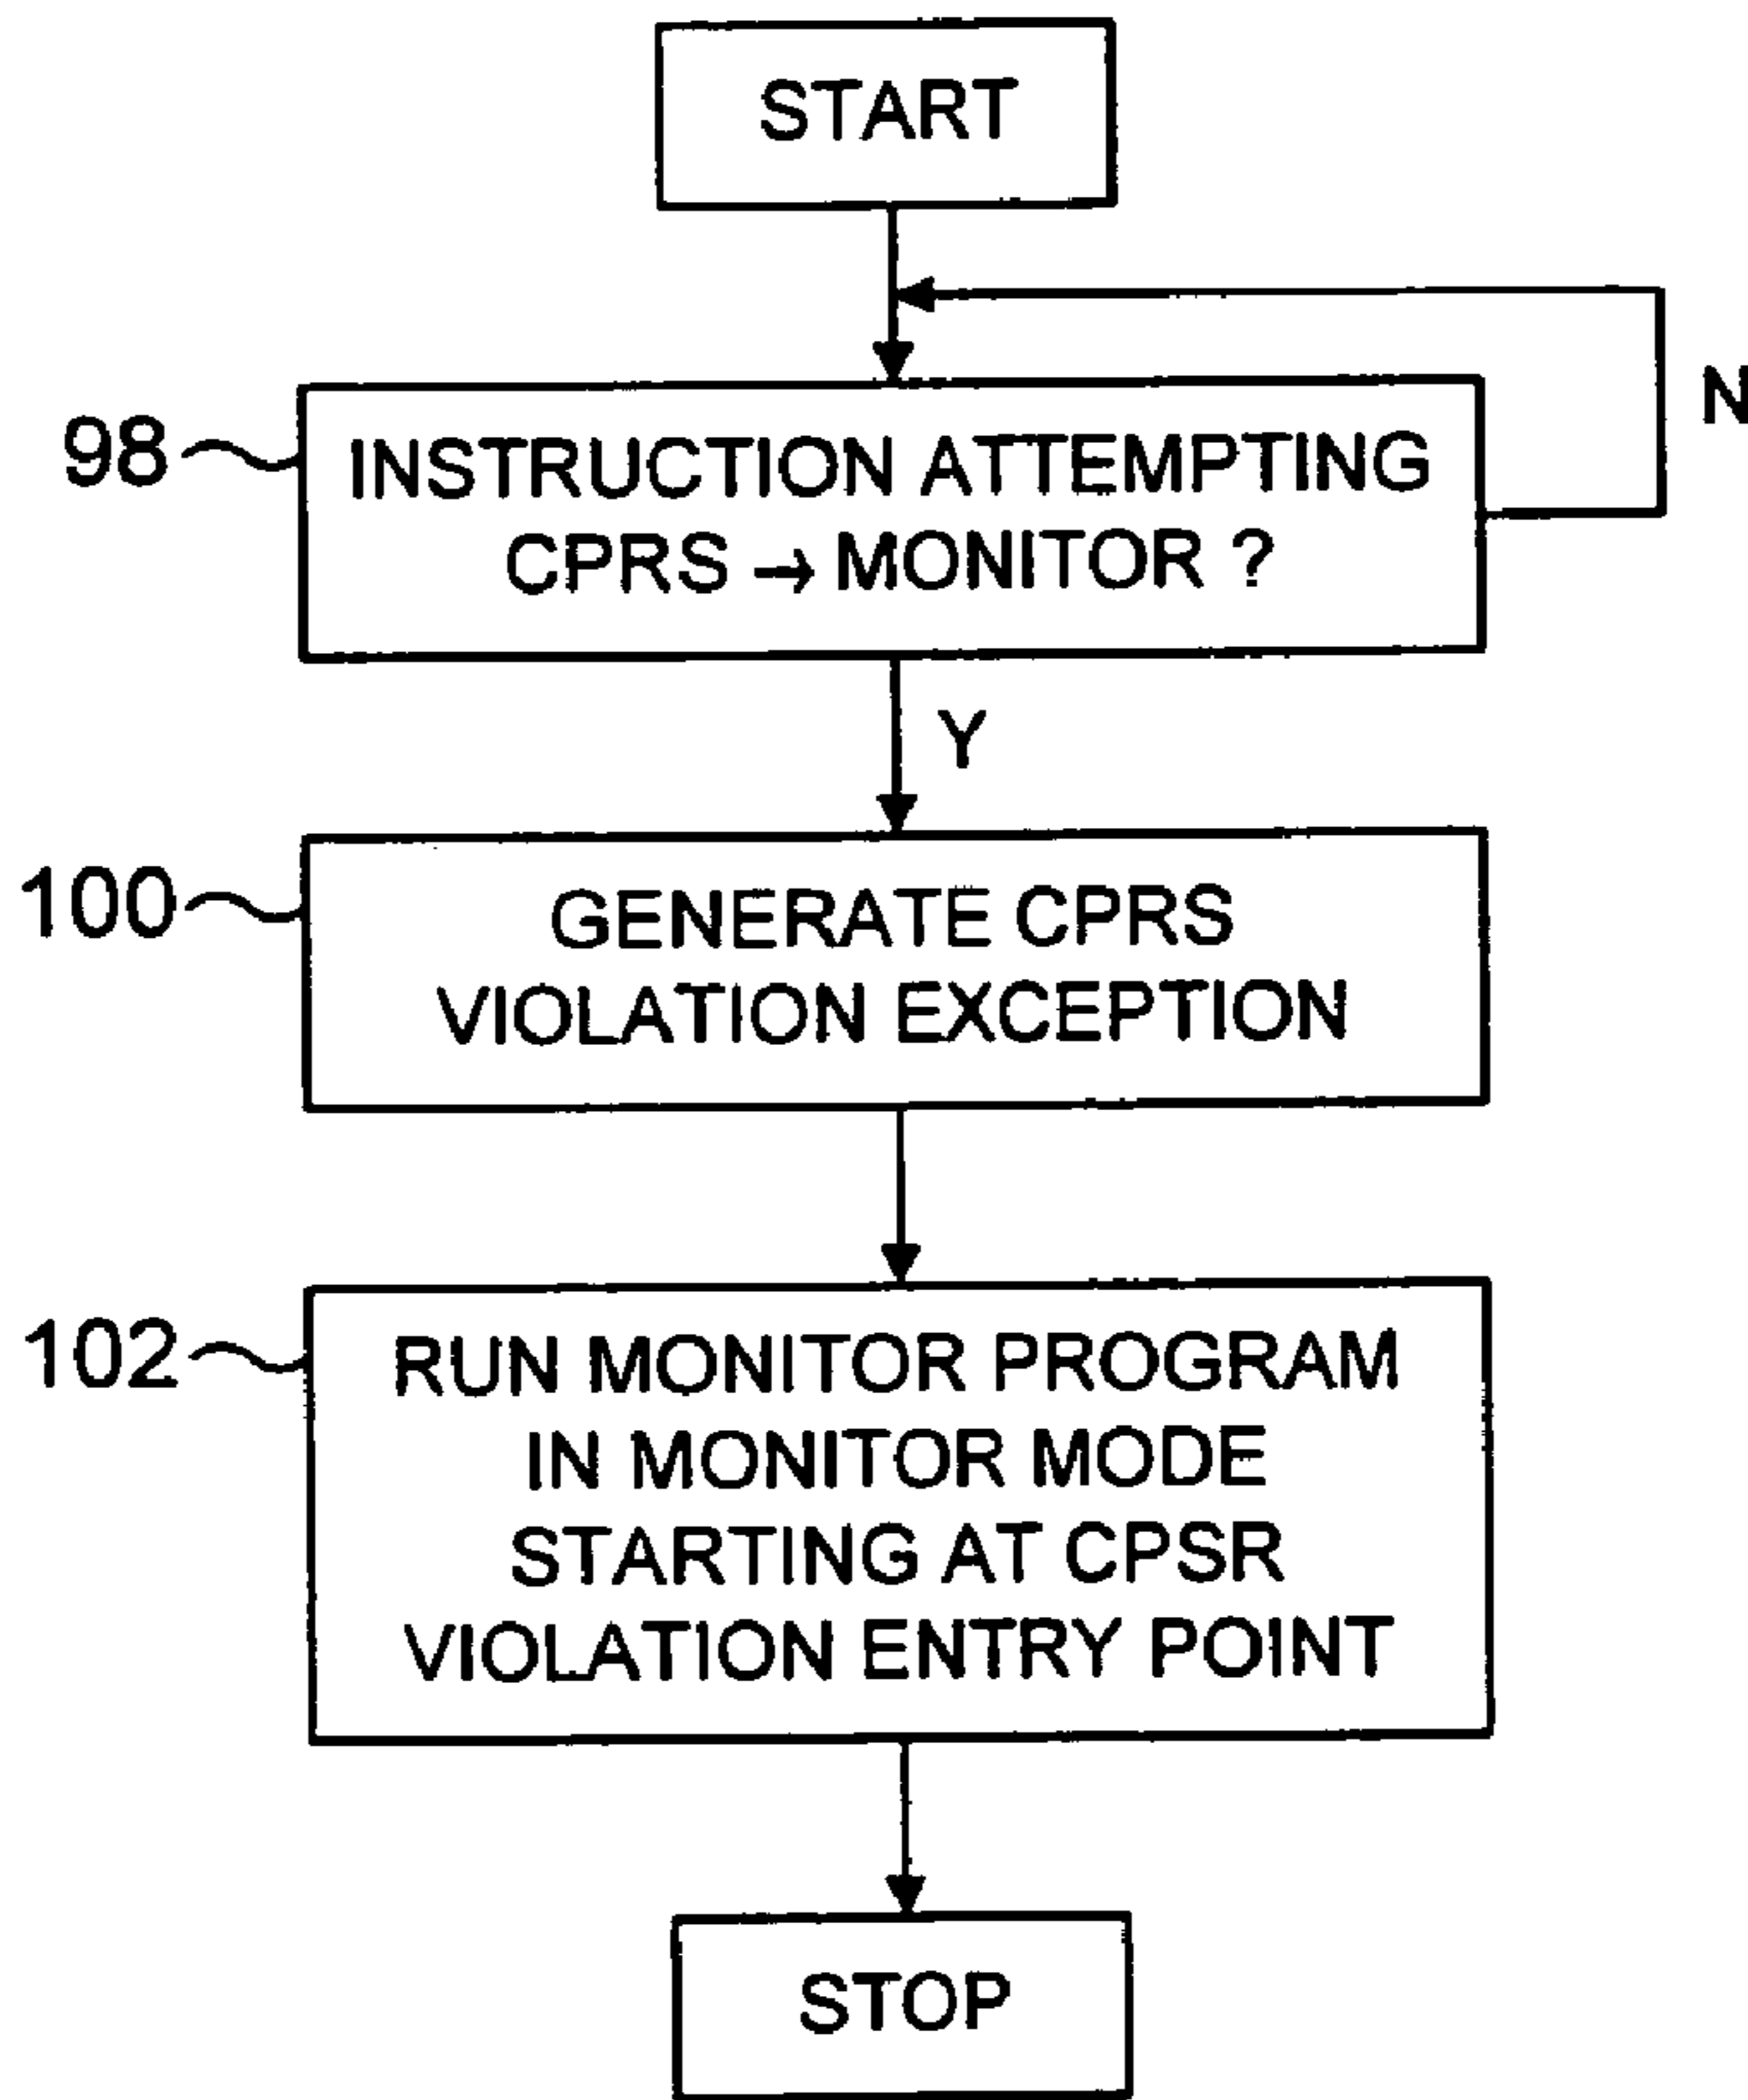 START
N
98
INSTRUCTION ATTEMPTING
CPRS → MONITOR ?
Y
100
GENERATE CPRS
VIOLATION EXCEPTION
102
RUN MONITOR PROGRAM
IN MONITOR MODE
STARTING AT CPSR
VIOLATION ENTRY POINT
STOP